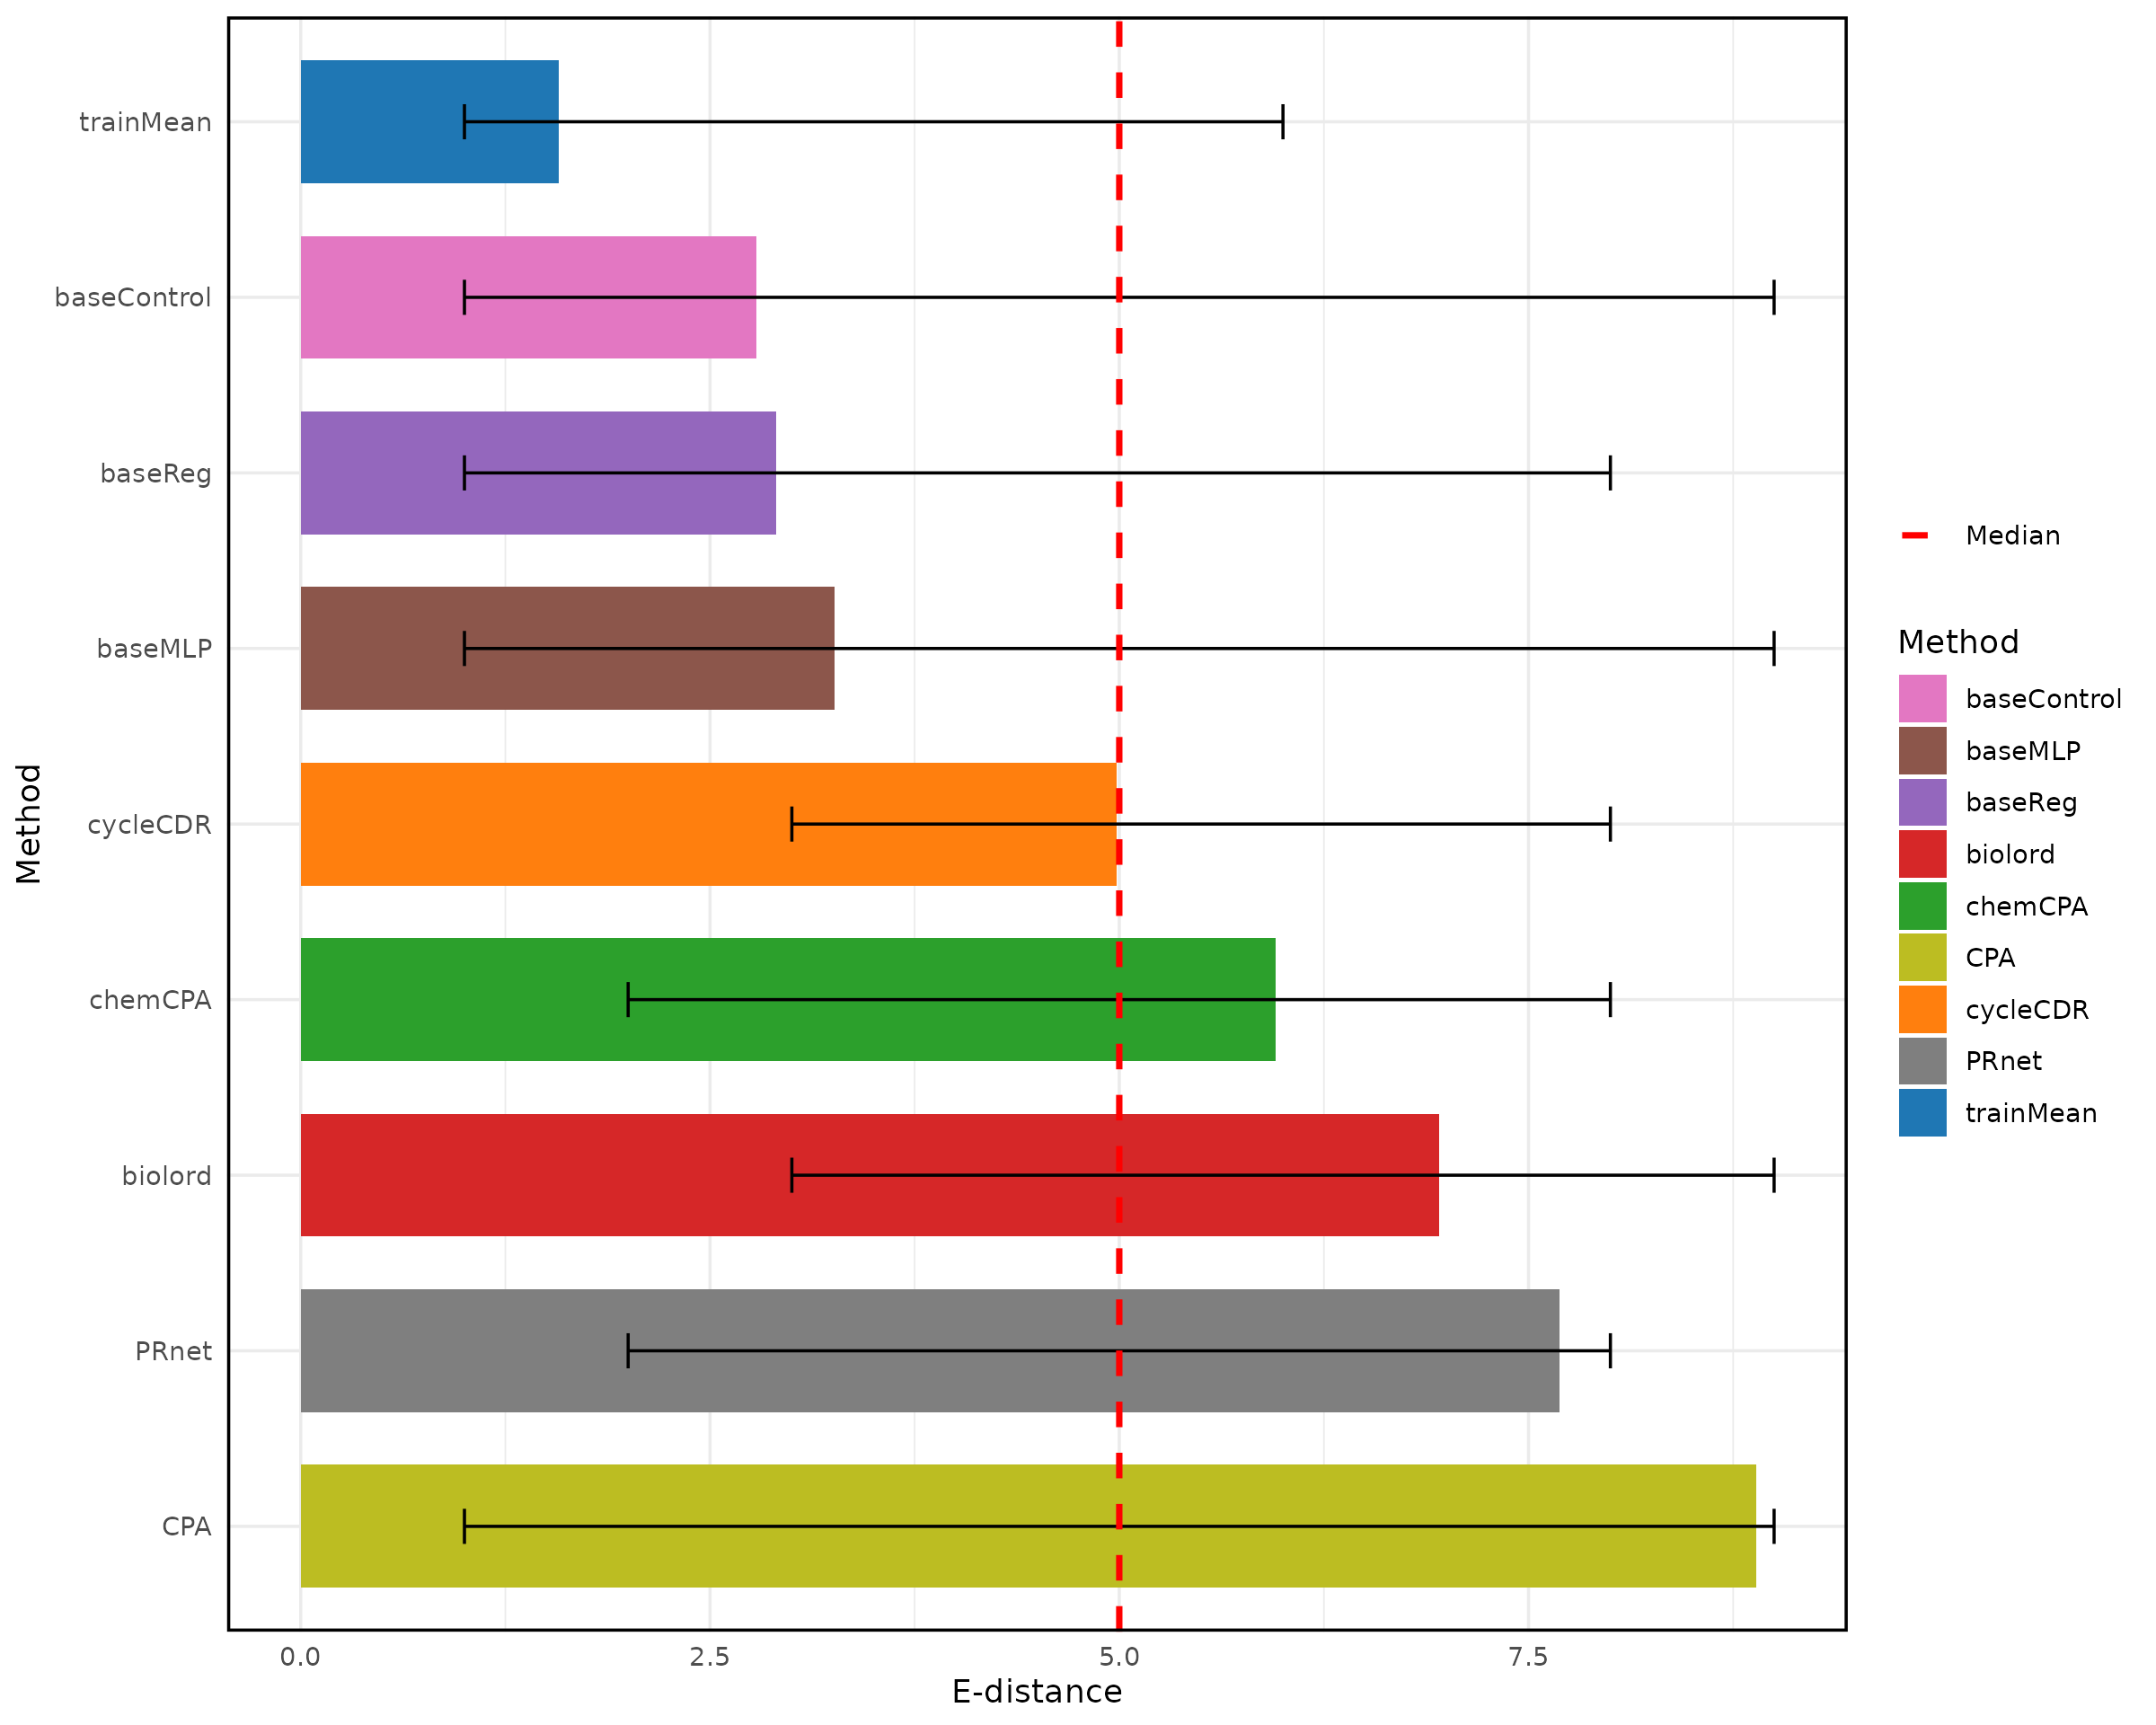 trainMean
baseControl
baseReg
baseMLP
cycleCDR
chemCPA
biolord
PRnet
CPA
Method
0.0 2.5 5.0 7.5
E-distance
Median
Method
baseControl
baseMLP
baseReg
biolord
chemCPA
CPA
cycleCDR
PRnet
trainMean